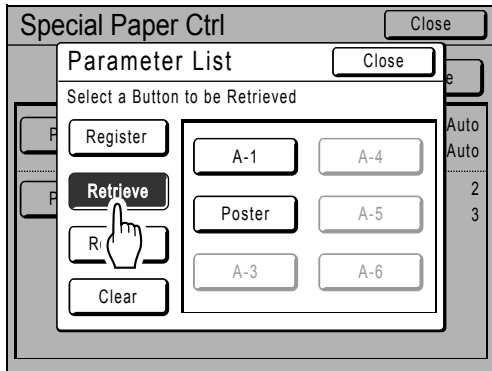 Special Paper Ctrl
Close
Parameter List
Close
Select a Button to be Retrieved
Register
Retrieve
Clear
A-1
A-4
Poster
A-5
A-3
A-6
Auto
Auto
2
3